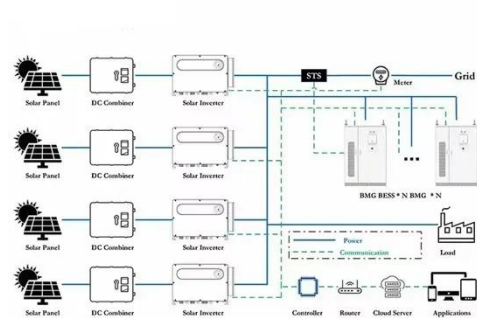 STS
Meter
Grid
Solar Panel
DC Combiner
Solar Inverter
Solar Panel
DC Combiner
Solar Inverter
BMG BESS * N BMG * N
Solar Panel
DC Combiner
Solar Inverter
Power
Communication
Load
Solar Panel
DC Combiner
Solar Inverter
Controller
Router
Cloud Server
Applications